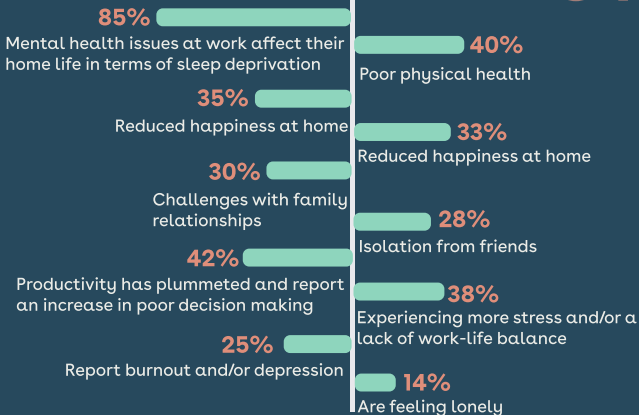 85%
Mental health issues at work affect their
home life in terms of sleep deprivation
40%
Poor physical health
35%
Reduced happiness at home
33%
Reduced happiness at home
30%
Challenges with family
relationships
28%
Isolation from friends
42%
Productivity has plummeted and report
an increase in poor decision making
38%
Experiencing more stress and/or a
lack of work-life balance
25%
Report burnout and/or depression
14%
Are feeling lonely